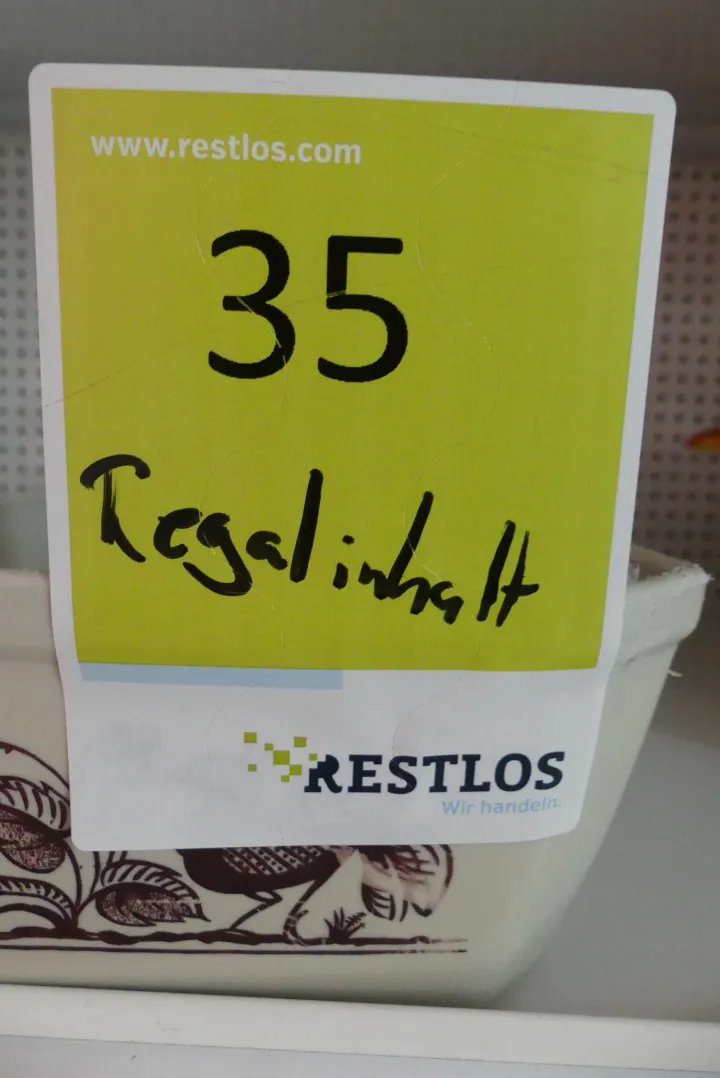 www.restlos.com
35
Regalinhalt
RESTLOS
Wir handeln.